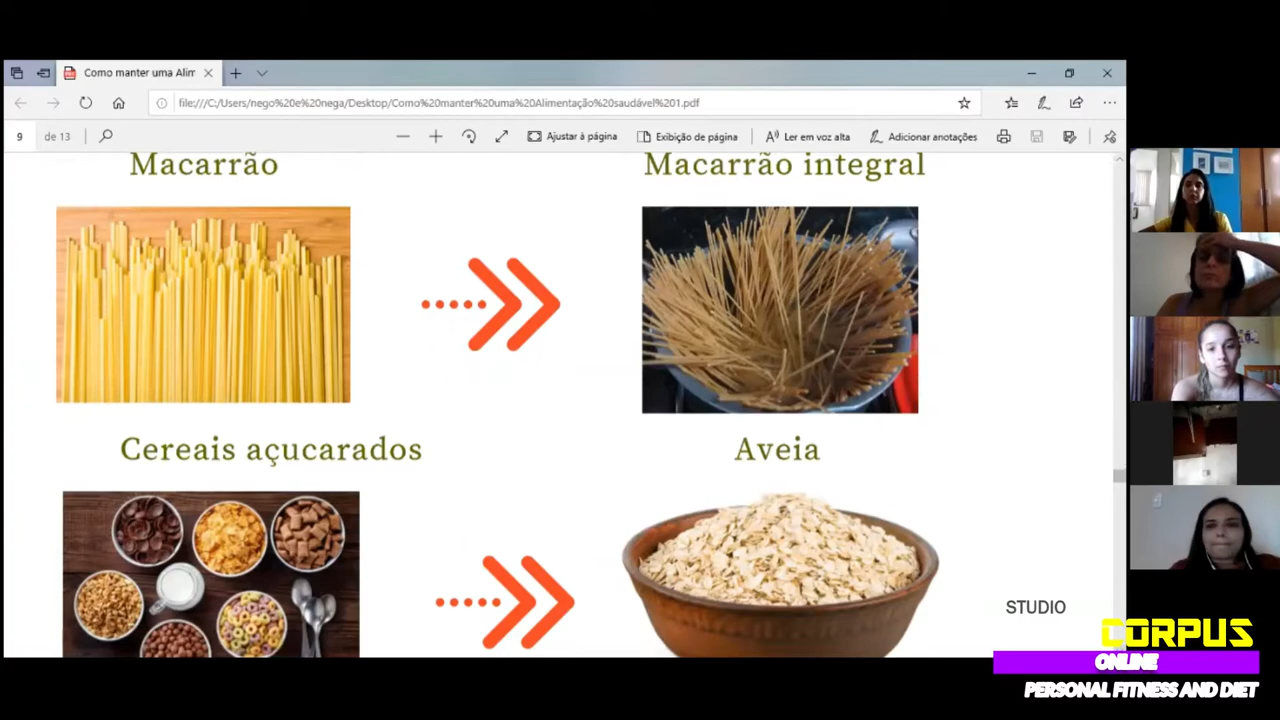 Como manter uma Alim
file:///C:/Users/nego%20e%20nega/Desktop/Como%20manter%20uma%20Alimentação%20saudável%201.pdf
9 de 13
Ajustar à página
Exibição de página
Ler em voz alta
Adicionar anotações
Macarrão
Macarrão integral
Cereais açucarados
Aveia
STUDIO
CORPUS
ONLINE
PERSONAL FITNESS AND DIET